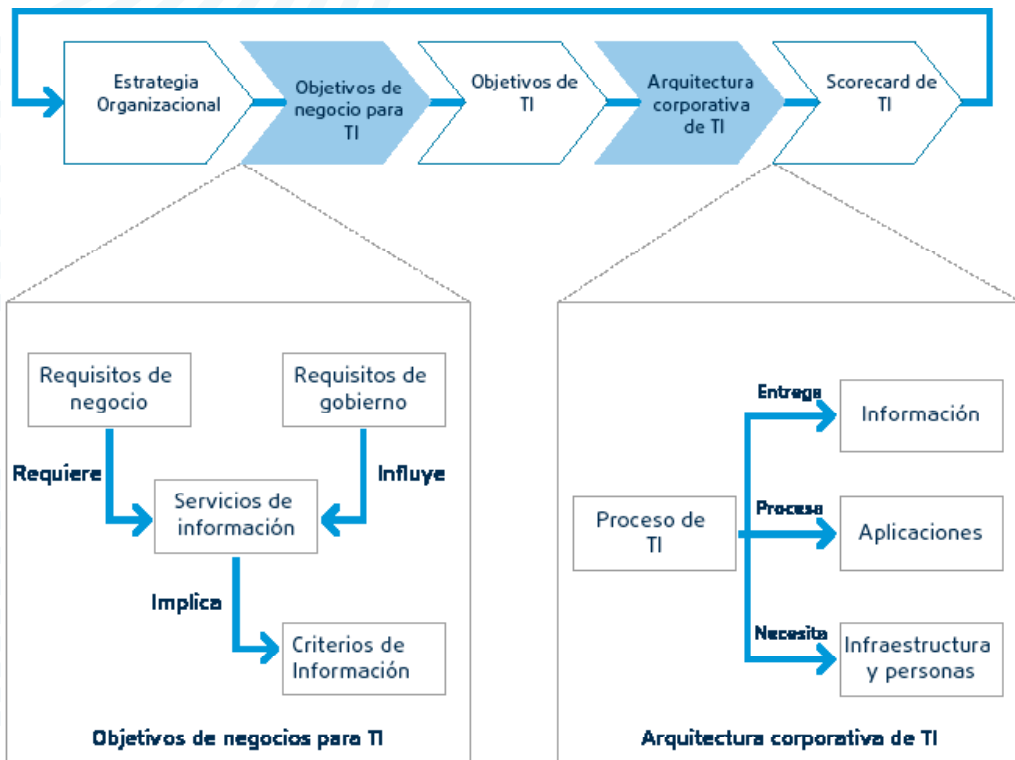 Estrategia
Organizacional
Objetivos de
negocio para
TI
Objetivos de
TI
Arquitectura
corporativa
de TI
Scorecard de
TI
Requisitos de
negocio
Requisitos de
gobierno
Requiere
Influye
Servicios de
información
Implica
Criterios de
Información
Objetivos de negocios para TI
Entrega
Información
Proceso de
TI
Procesa
Aplicaciones
Necesita
Infraestructura
y personas
Arquitectura corporativa de TI